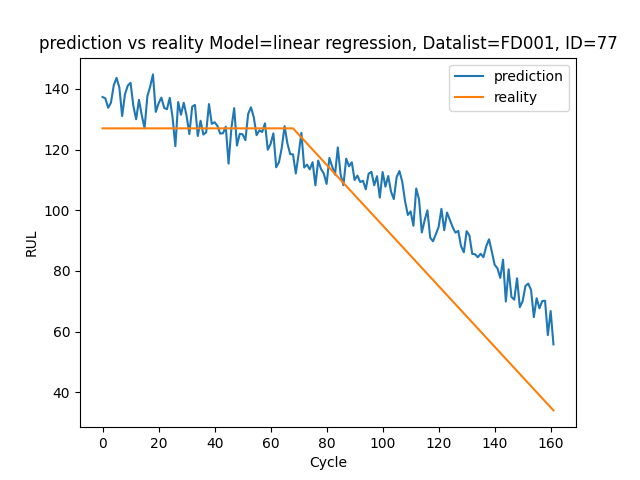 prediction vs reality Model=linear regression, Datalist=FD001, ID=77
prediction
reality
140
120
100
80
60
40
RUL
0 20 40 60 80 100 120 140 160
Cycle